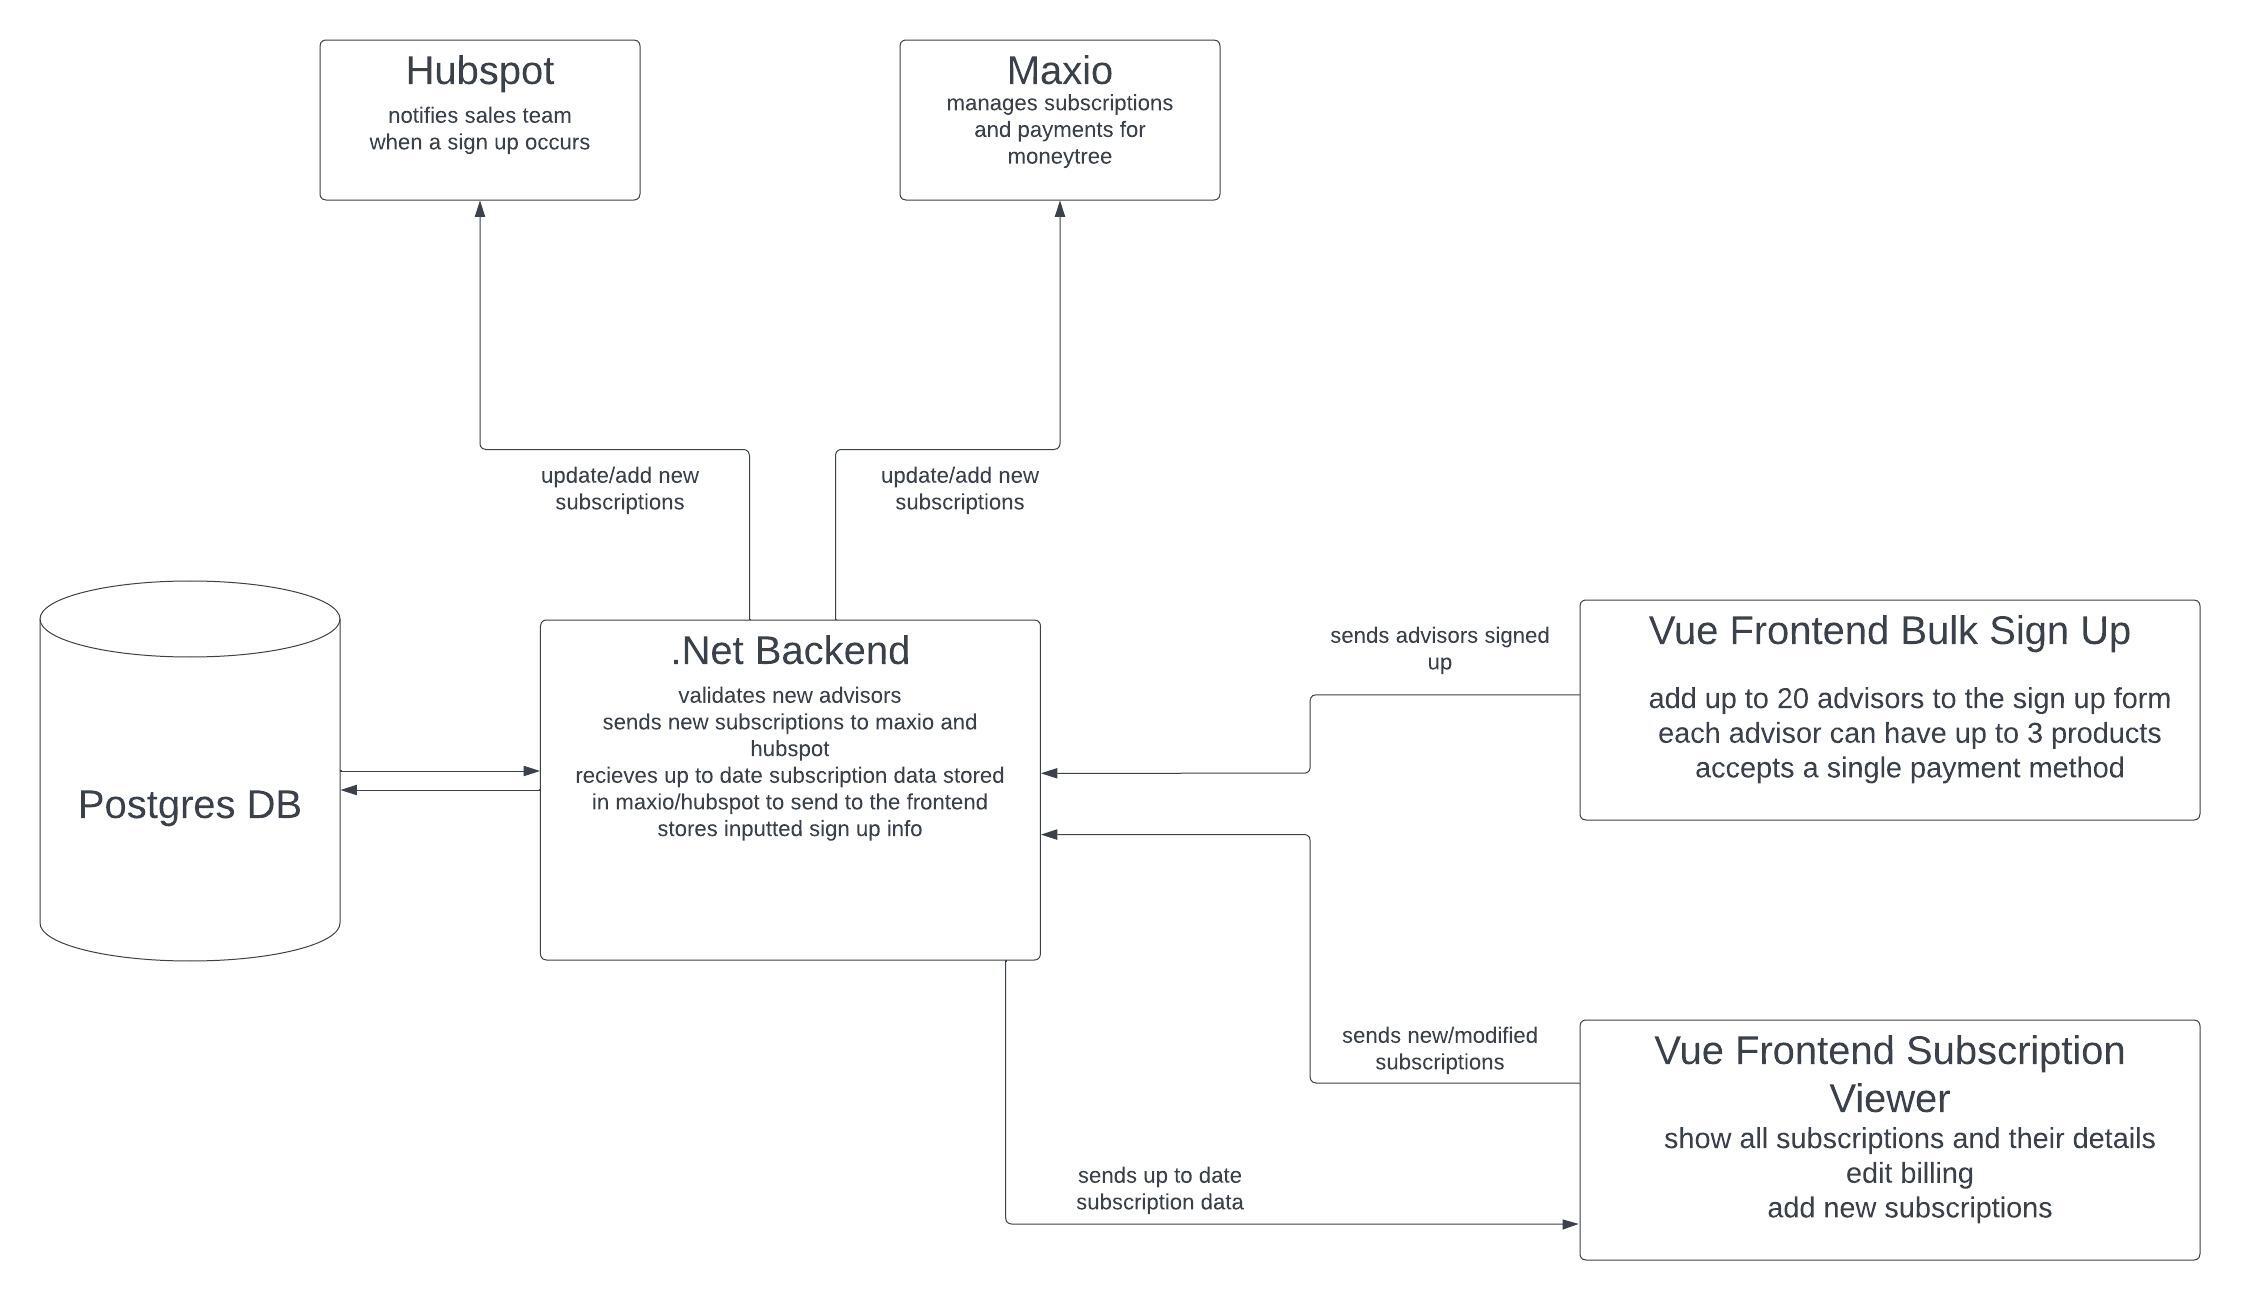 Hubspot
notifies sales team
when a sign up occurs
Maxio
manages subscriptions
and payments for
moneytree
update/add new
subscriptions
update/add new
subscriptions
Postgres DB
.Net Backend
validates new advisors
sends new subscriptions to maxio and
hubspot
recieves up to date subscription data stored
in maxio/hubspot to send to the frontend
stores inputted sign up info
sends advisors signed
up
Vue Frontend Bulk Sign Up
add up to 20 advisors to the sign up form
each advisor can have up to 3 products
accepts a single payment method
sends new/modified
subscriptions
Vue Frontend Subscription
Viewer
show all subscriptions and their details
edit billing
add new subscriptions
sends up to date
subscription data